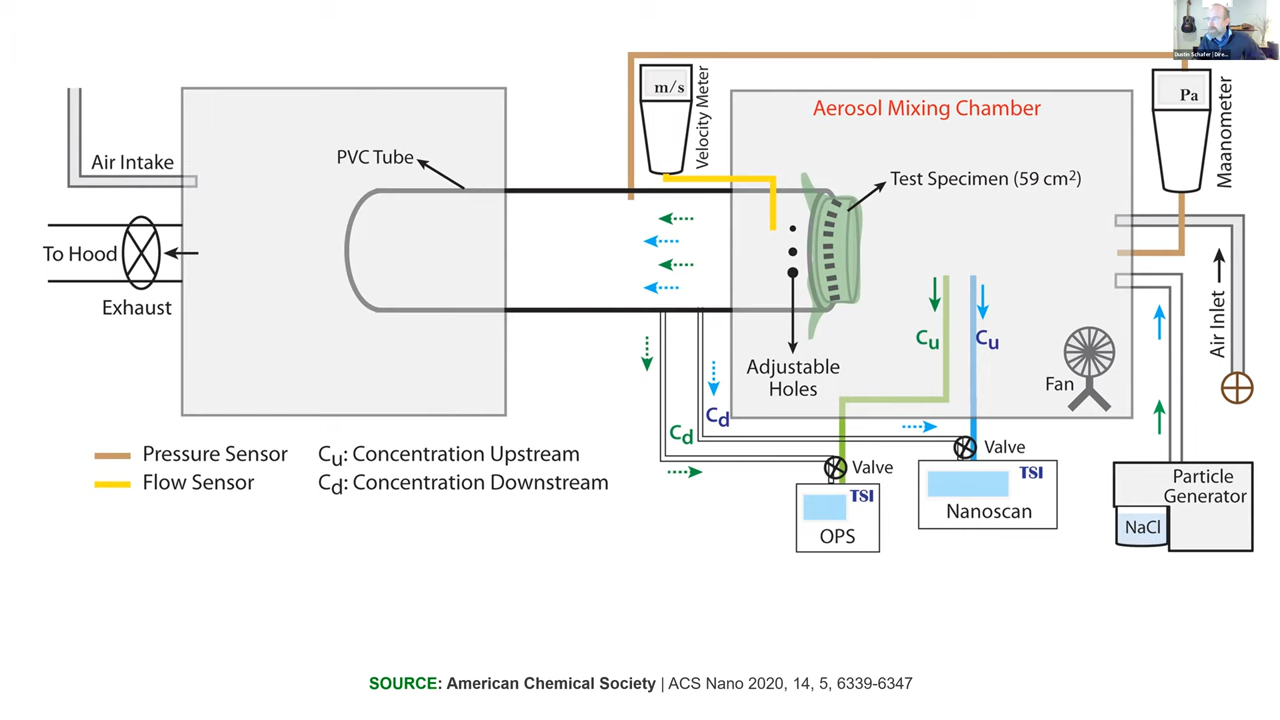 Dustin Schafer | Dire...
m/s
Velocity Meter
Aerosol Mixing Chamber
Pa
Maanometer
Air Intake
PVC Tube
Test Specimen (59 cm²)
To Hood
Exhaust
Air Inlet
Cu
Cu
Adjustable
Holes
Fan
Cd
Cd
Pressure Sensor
Cu: Concentration Upstream
Flow Sensor
Cd: Concentration Downstream
Valve
Valve
TSI
OPS
TSI
Nanoscan
Particle
Generator
NaCl
SOURCE: American Chemical Society | ACS Nano 2020, 14, 5, 6339-6347